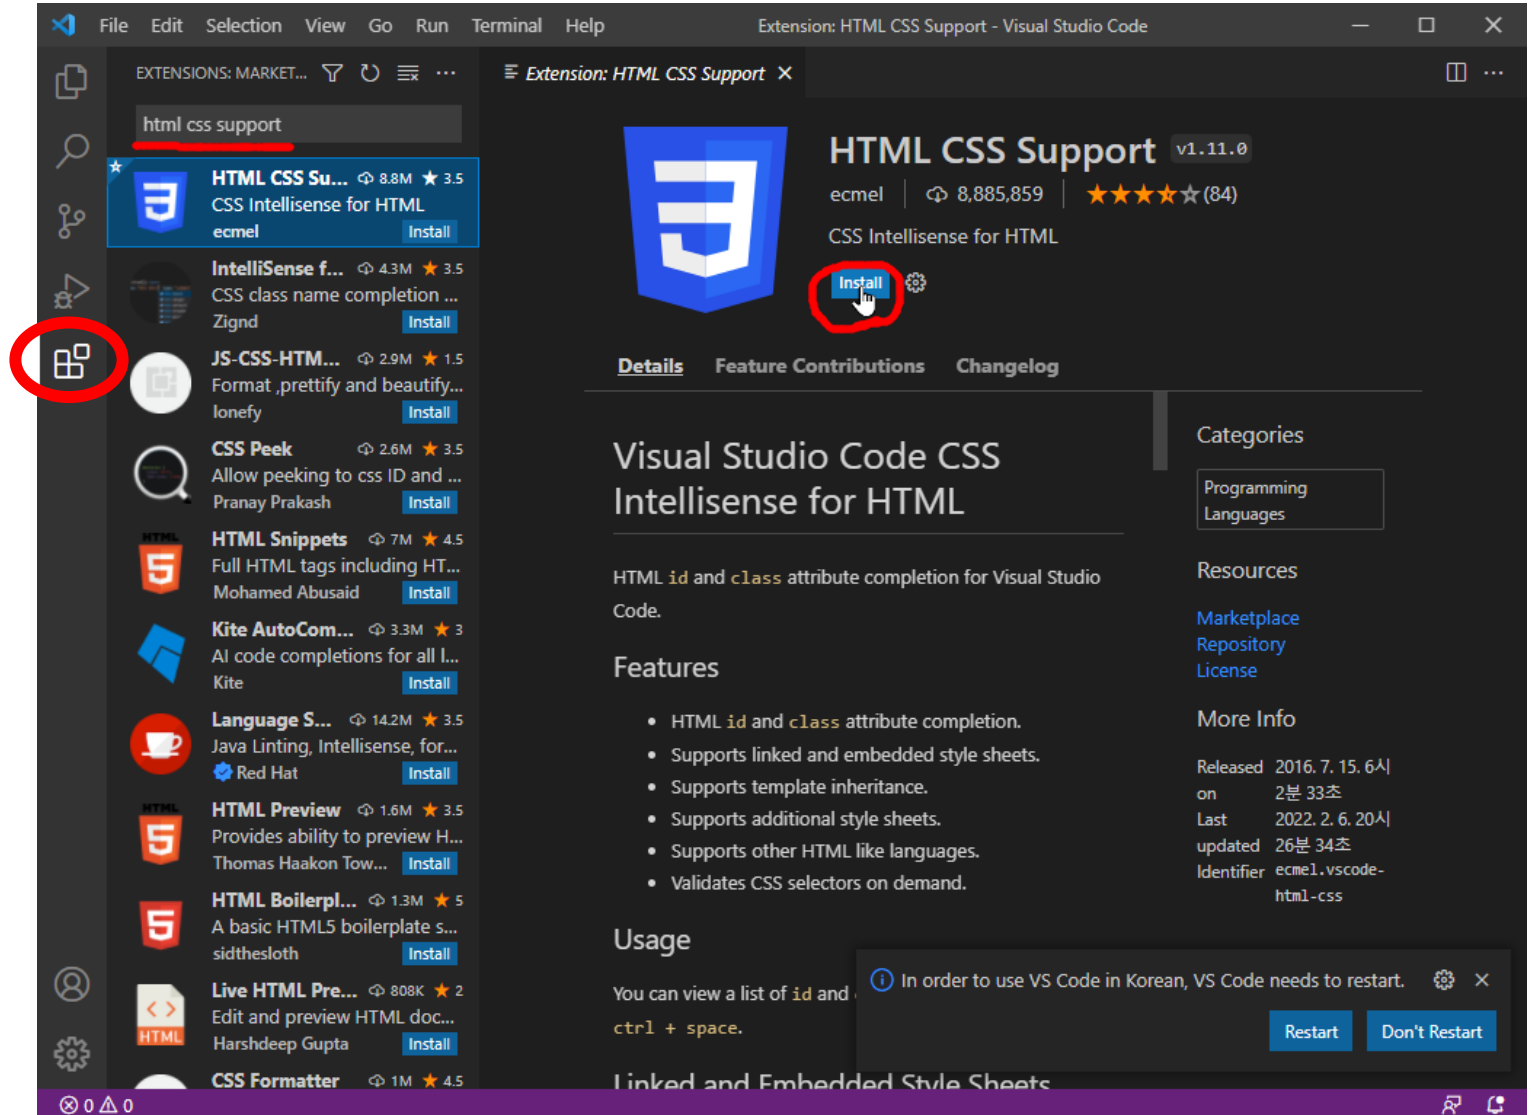 File Edit Selection View Go Run Terminal Help Extension: HTML CSS Support - Visual Studio Code
EXTENSIONS: MARKET...
html css support
HTML CSS Su... 8.8M 3.5
CSS Intellisense for HTML
ecmel Install
IntelliSense f... 4.3M 3.5
CSS class name completion ...
Zignd Install
JS-CSS-HTM... 2.9M 1.5
Format ,prettify and beautify...
lonefy Install
CSS Peek 2.6M 3.5
Allow peeking to css ID and ...
Pranay Prakash Install
HTML Snippets 7M 4.5
Full HTML tags including HT...
Mohamed Abusaid Install
Kite AutoCom... 3.3M 3
AI code completions for all l...
Kite Install
Language S... 14.2M 3.5
Java Linting, Intellisense, for...
Red Hat Install
HTML Preview 1.6M 3.5
Provides ability to preview H...
Thomas Haakon Tow... Install
HTML Boilerpl... 1.3M 5
A basic HTML5 boilerplate s...
sidthesloth Install
Live HTML Pre... 808K 2
Edit and preview HTML doc...
Harshdeep Gupta Install
HTML
CSS Formatter 1M 4.5
Extension: HTML CSS Support
HTML CSS Support v1.11.0
ecmel 8,885,859 (84)
CSS Intellisense for HTML
Install
Details Feature Contributions Changelog
Visual Studio Code CSS
Intellisense for HTML
HTML id and class attribute completion for Visual Studio
Code.
Features
• HTML id and class attribute completion.
• Supports linked and embedded style sheets.
• Supports template inheritance.
• Supports additional style sheets.
• Supports other HTML like languages.
• Validates CSS selectors on demand.
Usage
You can view a list of id and
ctrl + space.
Linked and Embedded Style Sheets
Categories
Programming
Languages
Resources
Marketplace
Repository
License
More Info
Released 2016. 7. 15. 6시
on 2분 33초
Last 2022. 2. 6. 20시
updated 26분 34초
Identifier ecmel.vscode-
html-css
In order to use VS Code in Korean, VS Code needs to restart.
Restart Don't Restart
0 0